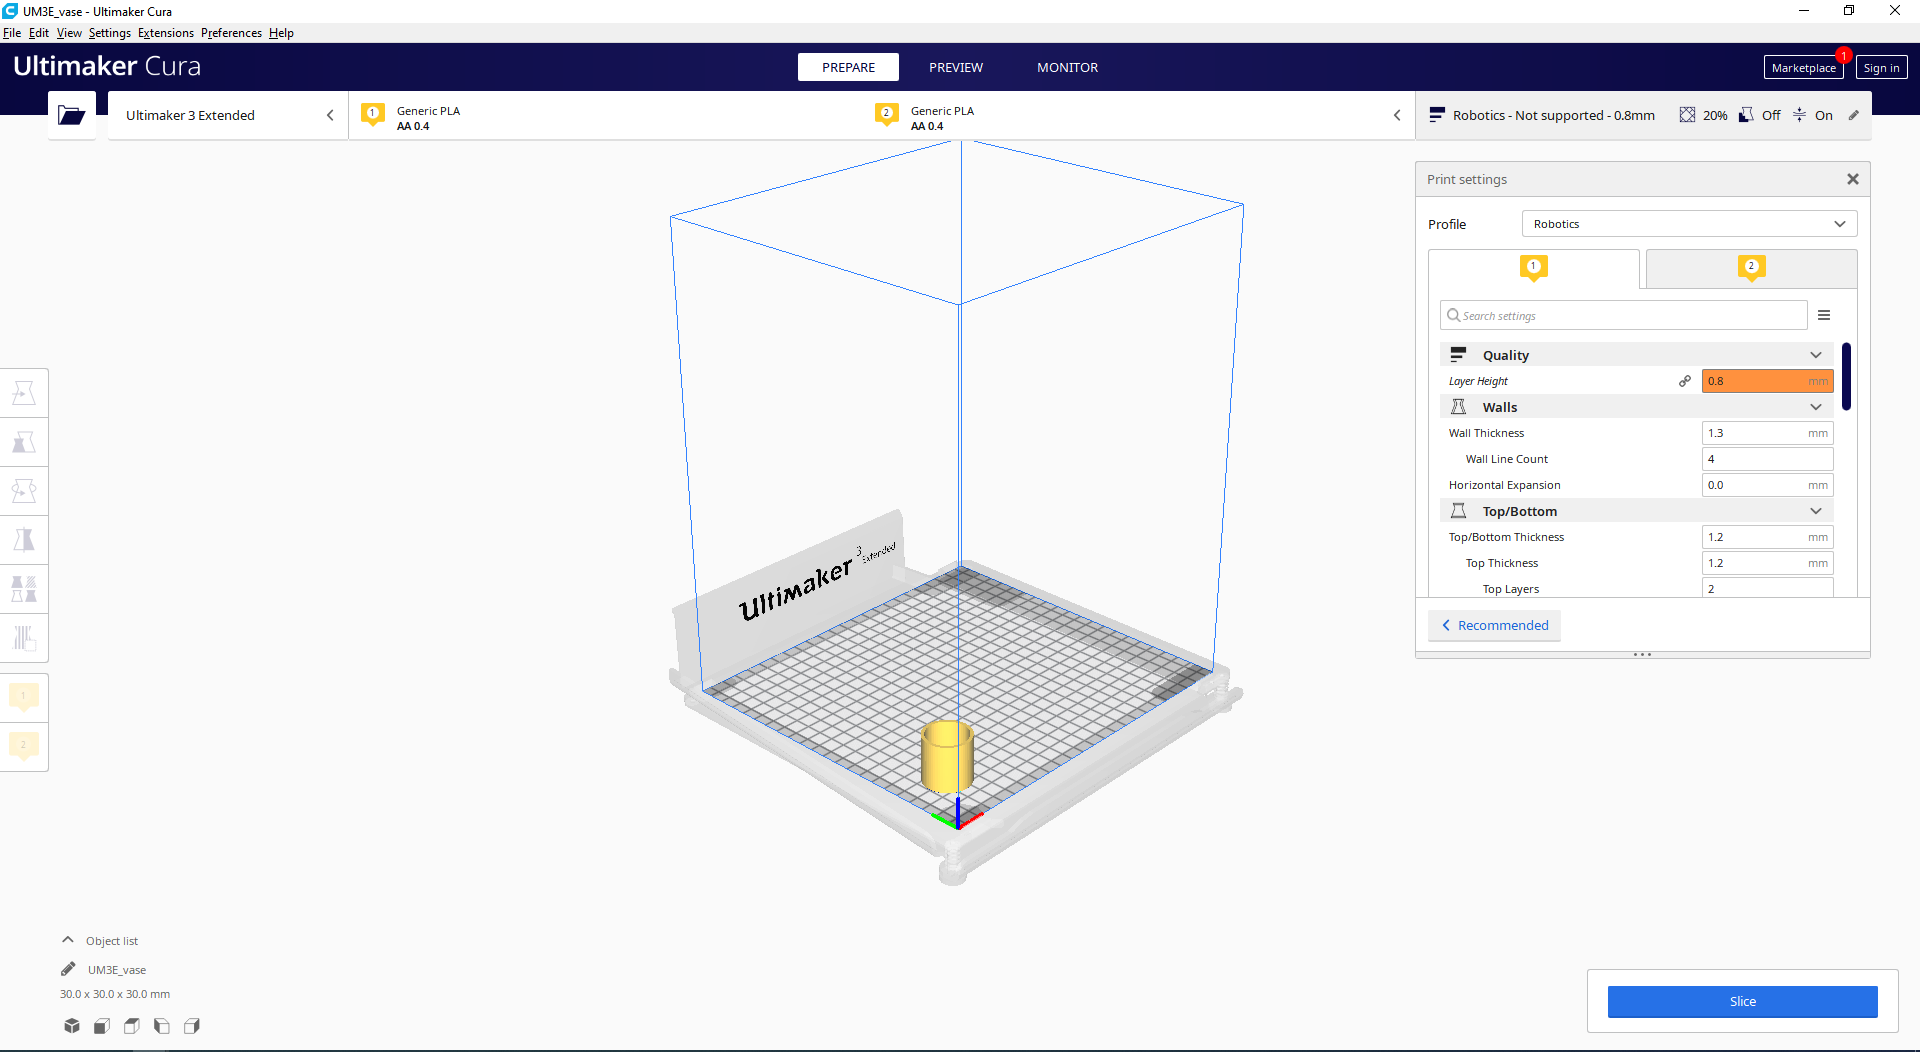 UM3E_vase - Ultimaker Cura
File Edit View Settings Extensions Preferences Help
Ultimaker Cura
PREPARE
PREVIEW
MONITOR
1
Marketplace
Sign in
Ultimaker 3 Extended
1
Generic PLA
AA 0.4
2
Generic PLA
AA 0.4
Robotics - Not supported - 0.8mm
20%
Off
On
Print settings
Profile
Robotics
1
2
Search settings
Quality
Layer Height 0.8 mm
Walls
Wall Thickness 1.3 mm
Wall Line Count 4
Horizontal Expansion 0.0 mm
Top/Bottom
Top/Bottom Thickness 1.2 mm
Top Thickness 1.2 mm
Top Layers 2
Recommended
Ultimaker 3 Extended
1
2
Object list
UM3E_vase
30.0 x 30.0 x 30.0 mm
Slice